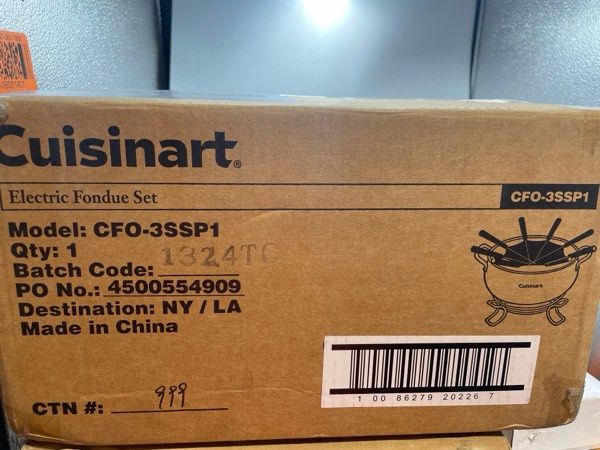 Cuisinart®
Electric Fondue Set
CFO-3SSP1
Model: CFO-3SSP1
Qty: 1
Batch Code:
PO No.: 4500554909
Destination: NY / LA
Made in China
Cuisinart
CTN #: 999
1 00 86279 20226 7